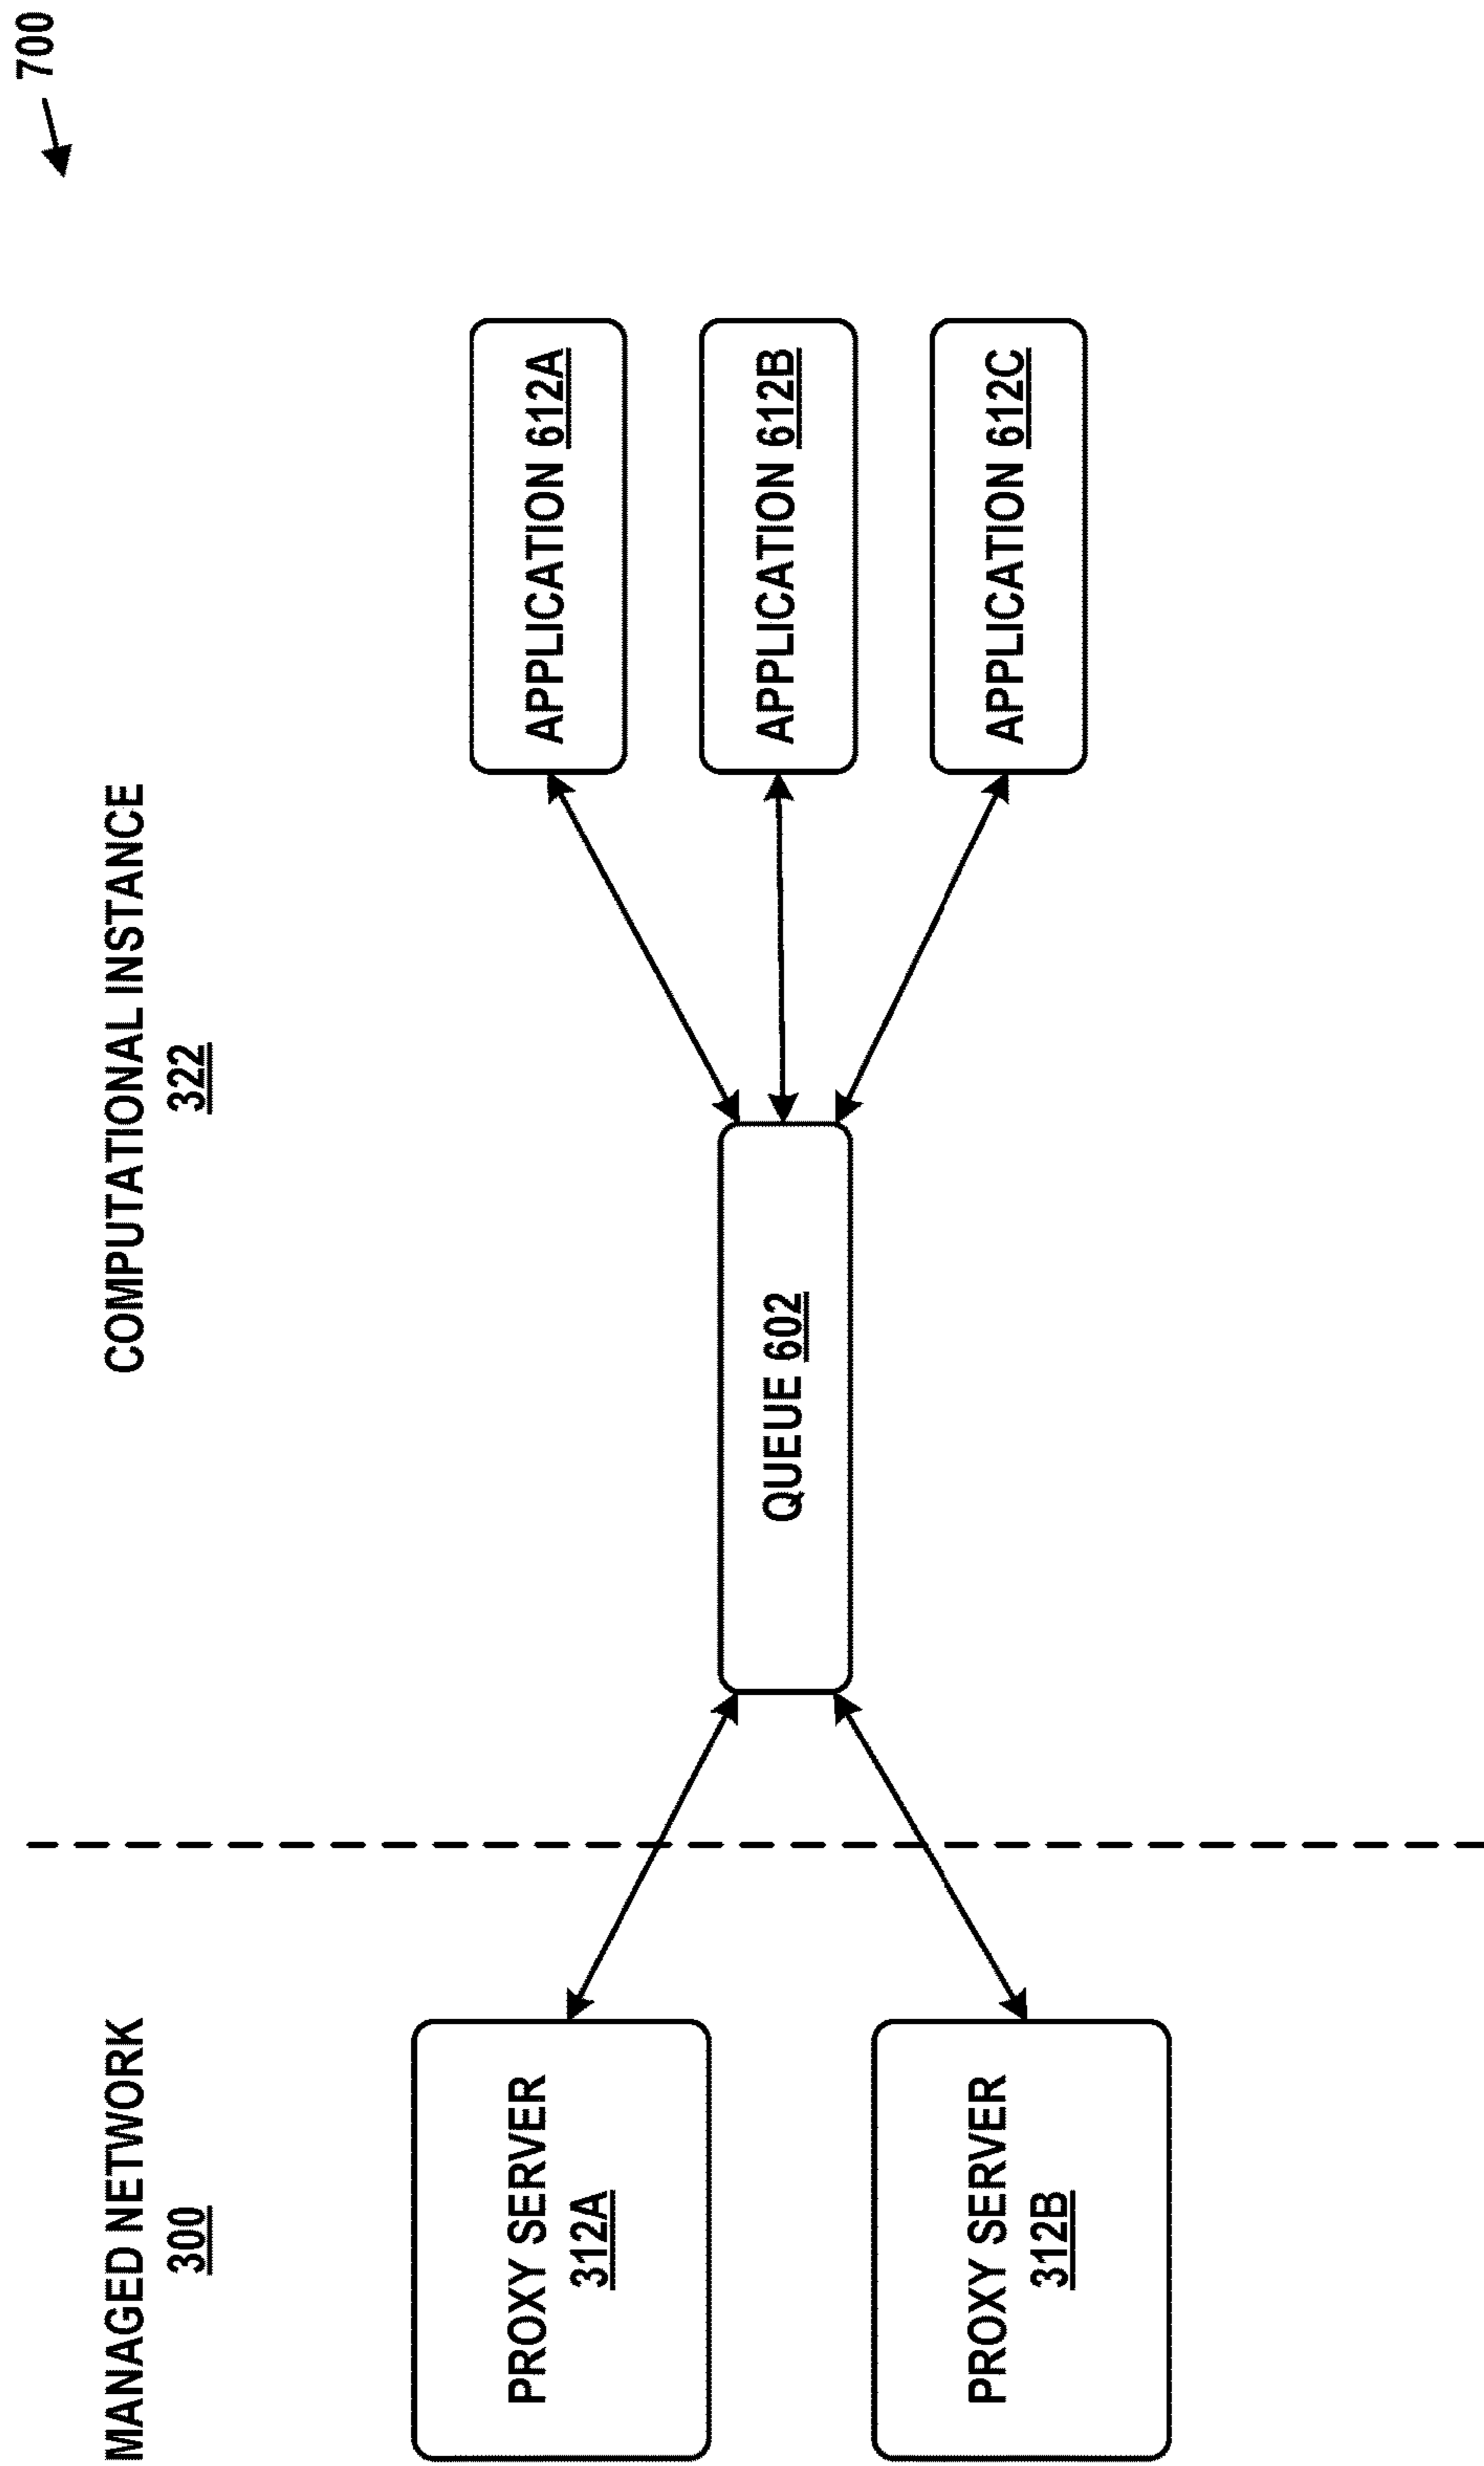 700
MANAGED NETWORK
300
COMPUTATIONAL INSTANCE
322
PROXY SERVER
312A
PROXY SERVER
312B
QUEUE 602
APPLICATION 612A
APPLICATION 612B
APPLICATION 612C